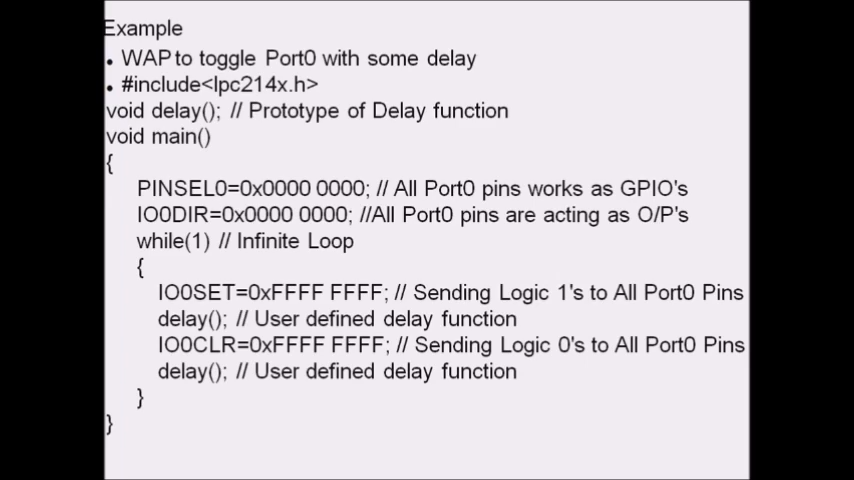 Example
• WAP to toggle Port0 with some delay
• #include<lpc214x.h>
void delay(); // Prototype of Delay function
void main()
{
PINSEL0=0x0000 0000; // All Port0 pins works as GPIO's
IO0DIR=0x0000 0000; //All Port0 pins are acting as O/P's
while(1) // Infinite Loop
{
IO0SET=0xFFFF FFFF; // Sending Logic 1's to All Port0 Pins
delay(); // User defined delay function
IO0CLR=0xFFFF FFFF; // Sending Logic 0's to All Port0 Pins
delay(); // User defined delay function
}
}